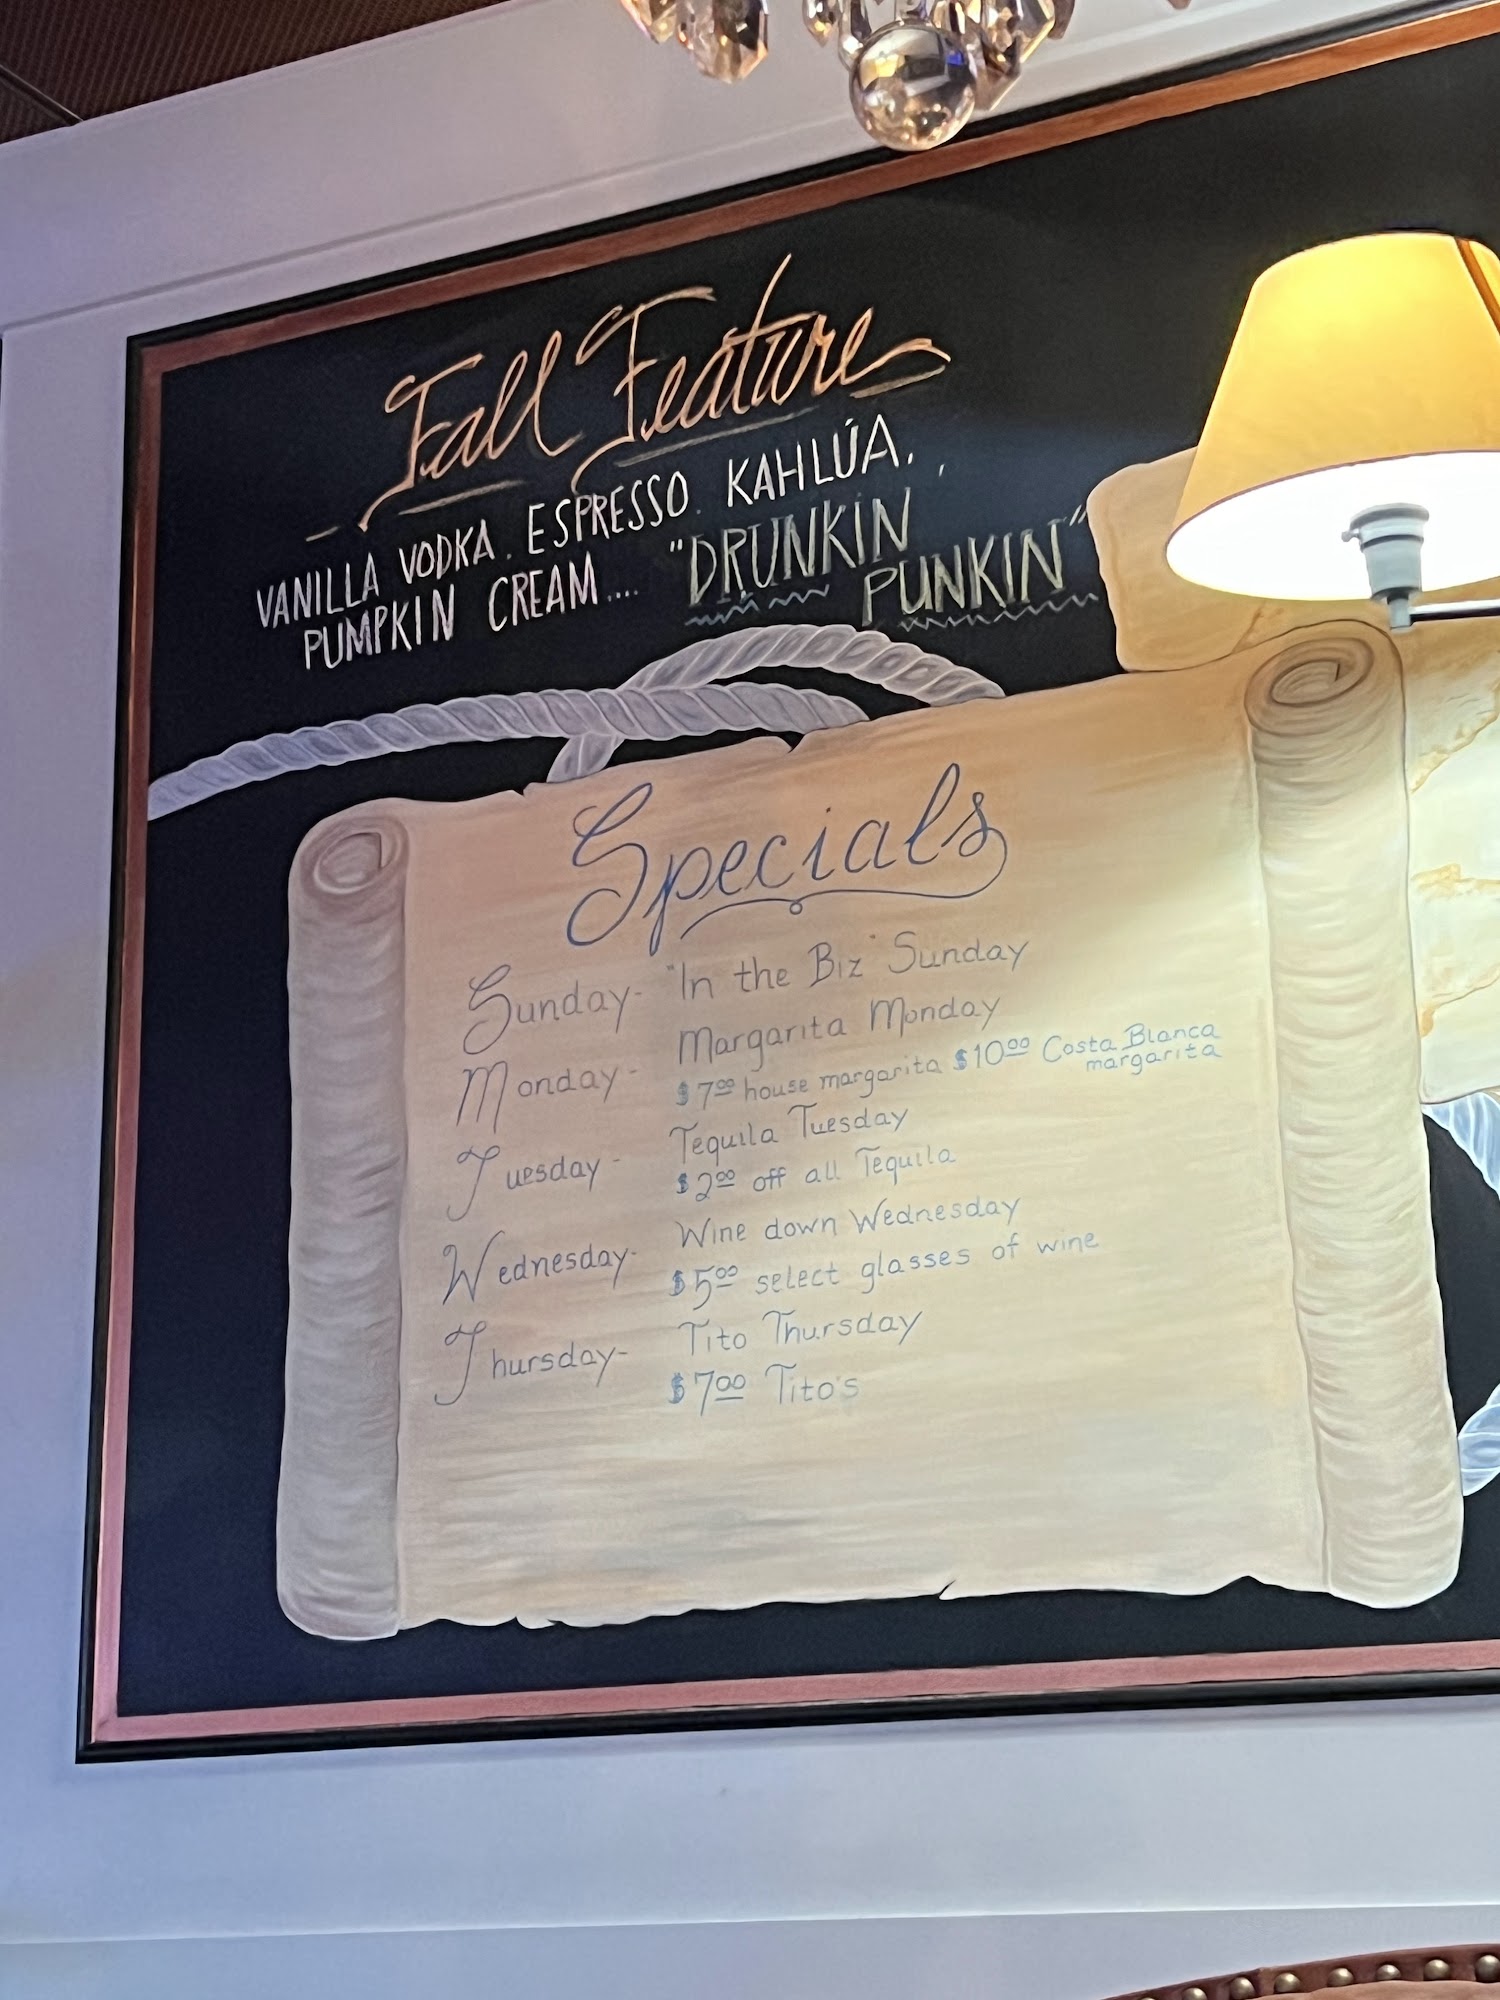 Fall Feature
VANILLA VODKA, ESPRESSO, KAHLÚA,
PUMPKIN CREAM.... "DRUNKIN
PUNKIN"
Specials
Sunday- "In the Biz" Sunday
Monday- Margarita Monday
$7.00 house margarita $10.00 Costa Blanca
margarita
Tuesday- Tequila Tuesday
$2.00 off all Tequila
Wednesday- Wine down Wednesday
$5.00 select glasses of wine
Thursday- Tito Thursday
$7.00 Tito's